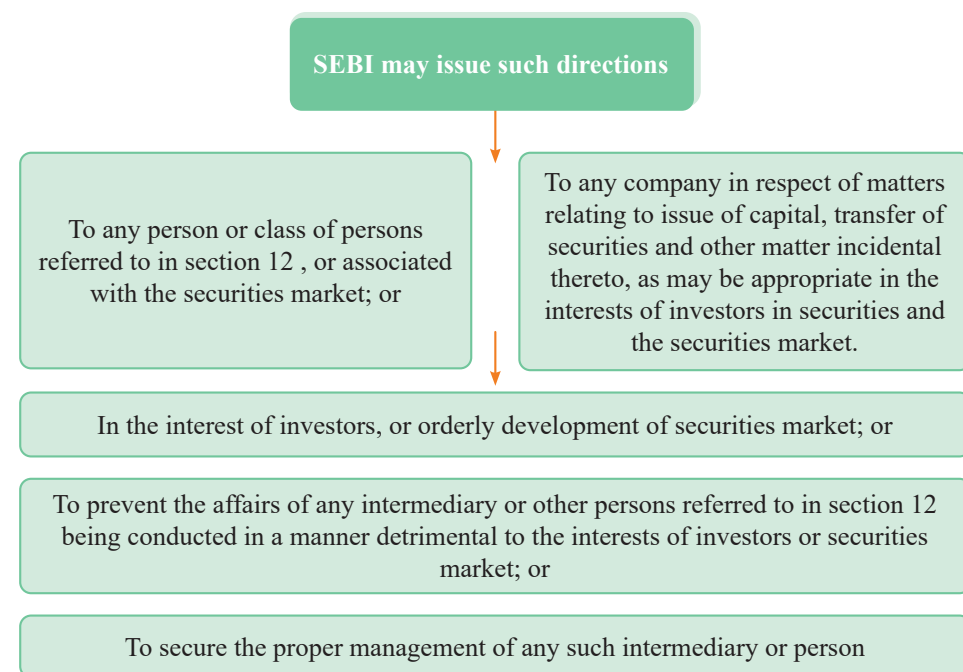 SEBI may issue such directions
To any person or class of persons
referred to in section 12 , or associated
with the securities market; or
To any company in respect of matters
relating to issue of capital, transfer of
securities and other matter incidental
thereto, as may be appropriate in the
interests of investors in securities and
the securities market.
In the interest of investors, or orderly development of securities market; or
To prevent the affairs of any intermediary or other persons referred to in section 12
being conducted in a manner detrimental to the interests of investors or securities
market; or
To secure the proper management of any such intermediary or person